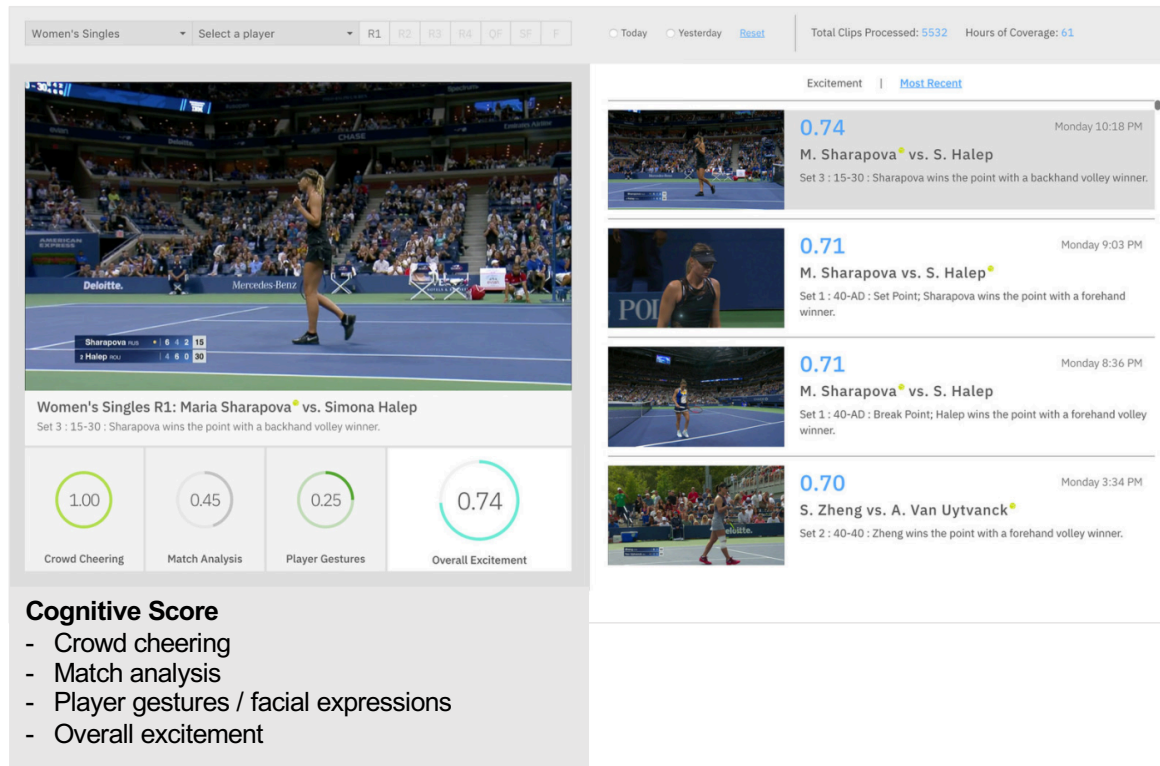 Women's Singles Select a player R1 R2 R3 R4 QF SF F
Today Yesterday Reset Total Clips Processed: 5532 Hours of Coverage: 61
CHASE
Deloitte.
AMERICAN EXPRESS
Deloitte. Mercedes-Benz
Sharapova RUS 6 4 2 15
2 Halep ROU 4 6 0 30
Women's Singles R1: Maria Sharapova vs. Simona Halep
Set 3 : 15-30 : Sharapova wins the point with a backhand volley winner.
1.00
Crowd Cheering
0.45
Match Analysis
0.25
Player Gestures
0.74
Overall Excitement
Excitement | Most Recent
0.74 Monday 10:18 PM
M. Sharapova vs. S. Halep
Set 3 : 15-30 : Sharapova wins the point with a backhand volley winner.
0.71 Monday 9:03 PM
M. Sharapova vs. S. Halep
Set 1 : 40-AD : Set Point; Sharapova wins the point with a forehand
winner.
0.71 Monday 8:36 PM
M. Sharapova vs. S. Halep
Set 1 : 40-AD : Break Point; Halep wins the point with a forehand volley
winner.
0.70 Monday 3:34 PM
S. Zheng vs. A. Van Uytvanck
Set 2 : 40-40 : Zheng wins the point with a forehand volley winner.
Cognitive Score
- Crowd cheering
- Match analysis
- Player gestures / facial expressions
- Overall excitement